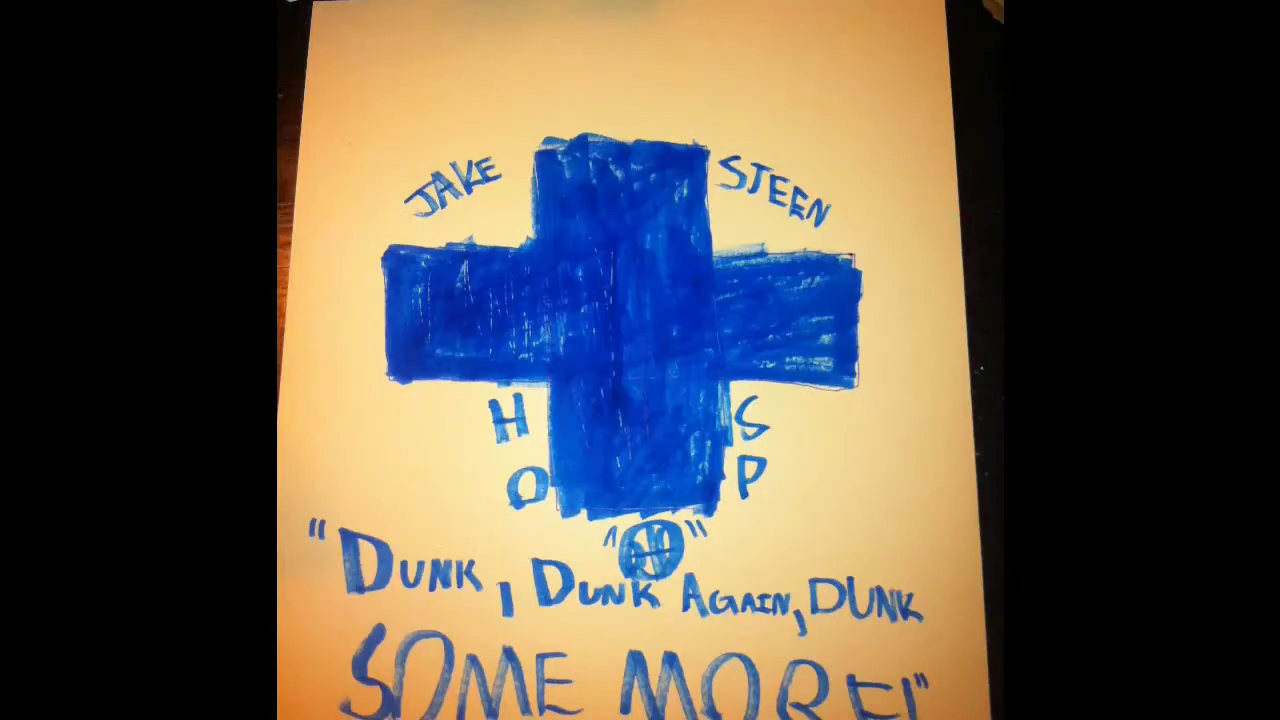 JAKE STEEN
H S
O P
"DUNK, DUNK AGAIN, DUNK
SOME MORE!"